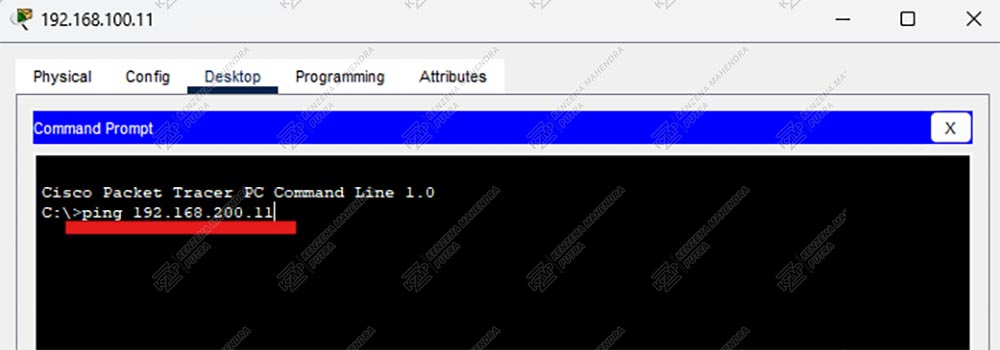 192.168.100.11
Physical Config Desktop Programming Attributes
Command Prompt X
Cisco Packet Tracer PC Command Line 1.0
C:\>ping 192.168.200.11
KENZENA MAHENDRA PUTRA